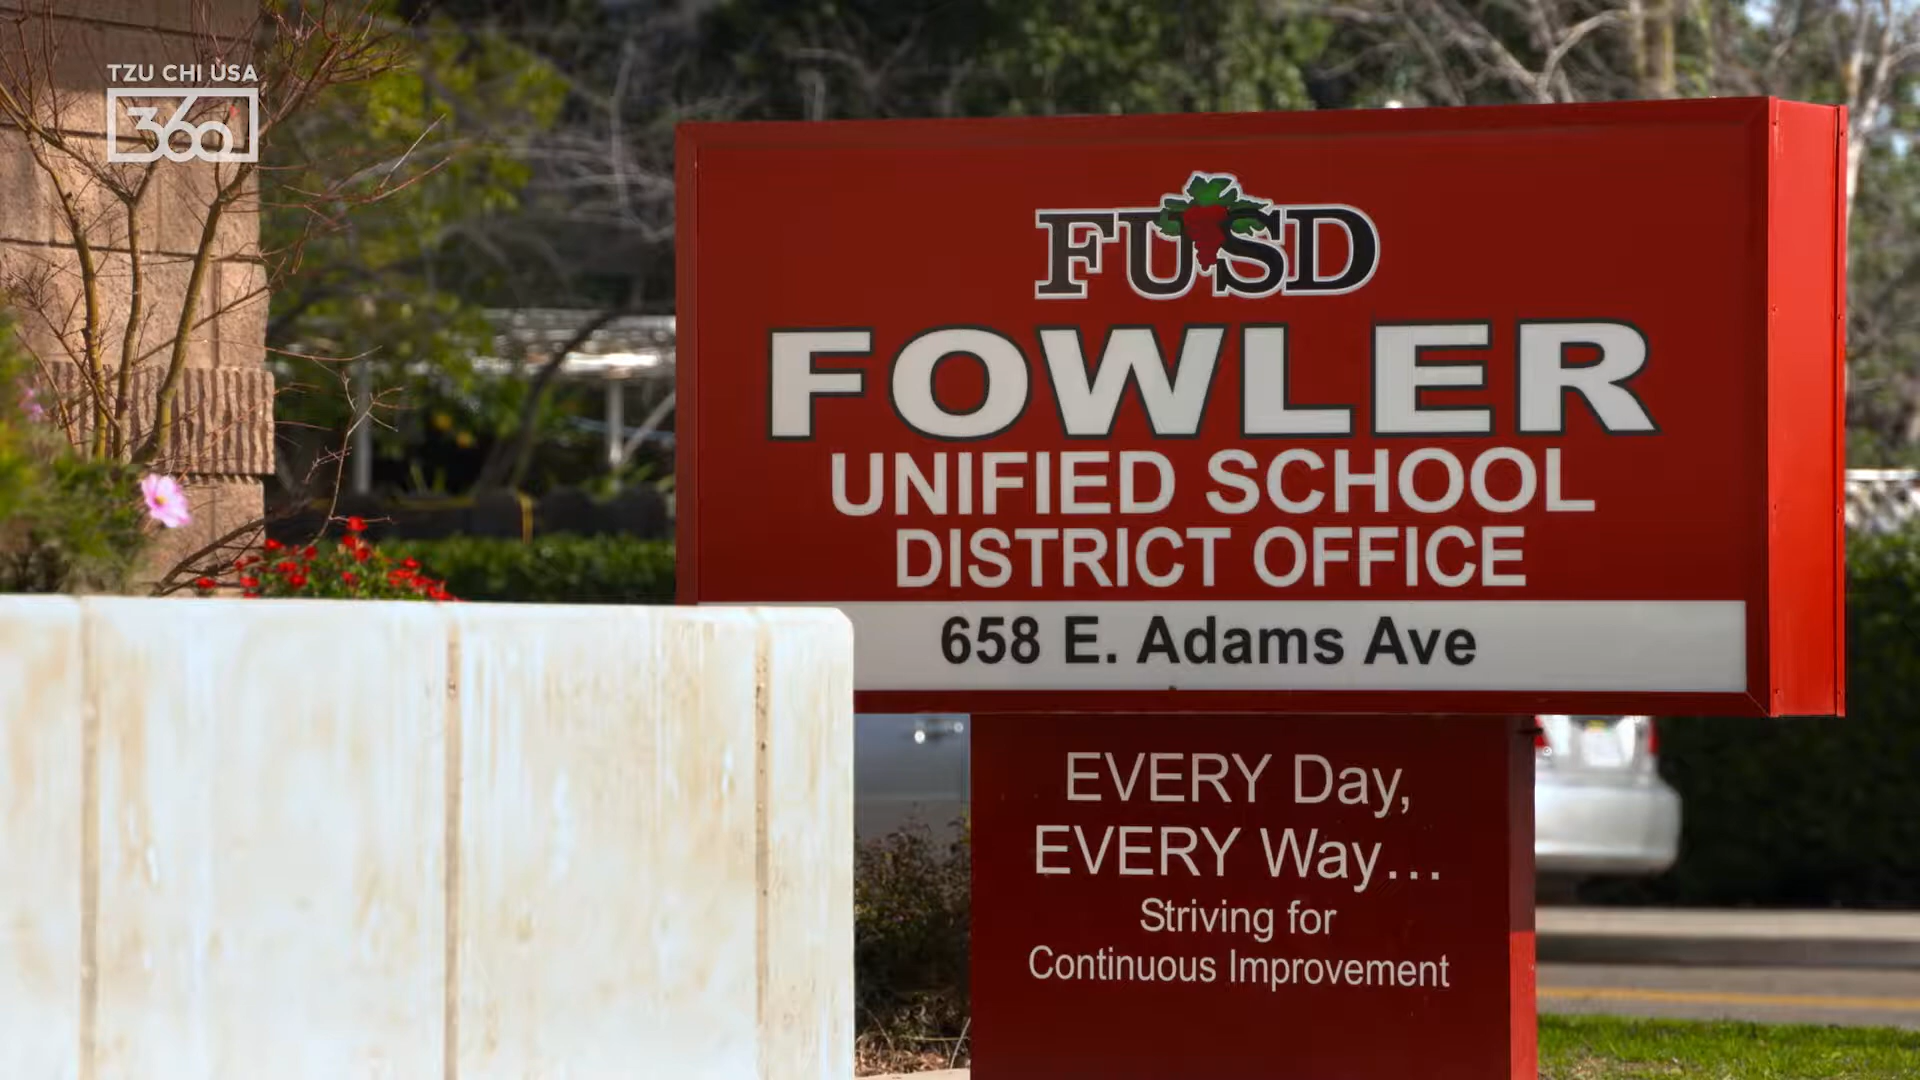 TZU CHI USA
360
FUSD
FOWLER
UNIFIED SCHOOL
DISTRICT OFFICE
658 E. Adams Ave
EVERY Day,
EVERY Way...
Striving for
Continuous Improvement